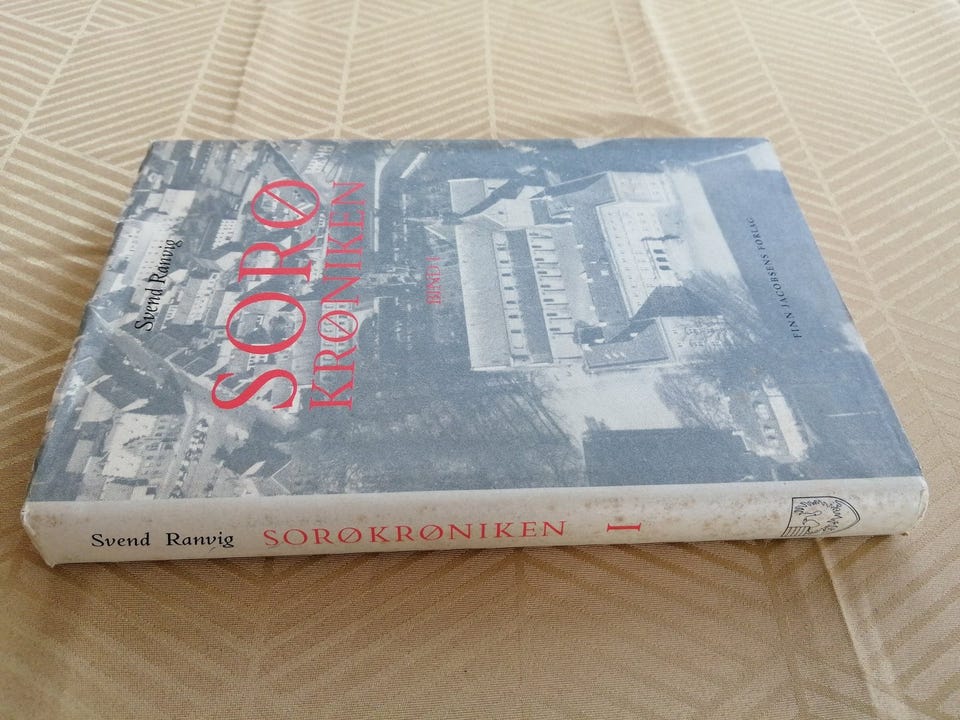 Svend Ranvig
SORØ
KRØNIKEN
BIND I
FINN JACOBSENS FORLAG
Svend Ranvig SORØKRØNIKEN I